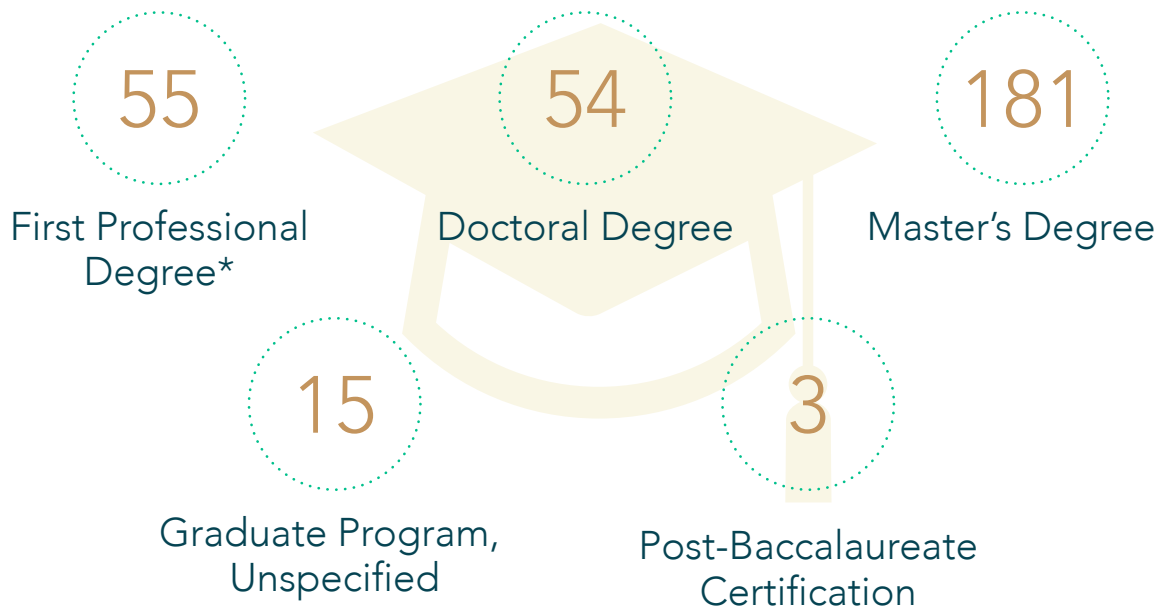 55
First Professional
Degree*
54
Doctoral Degree
181
Master’s Degree
15
Graduate Program,
Unspecified
3
Post-Baccalaureate
Certification